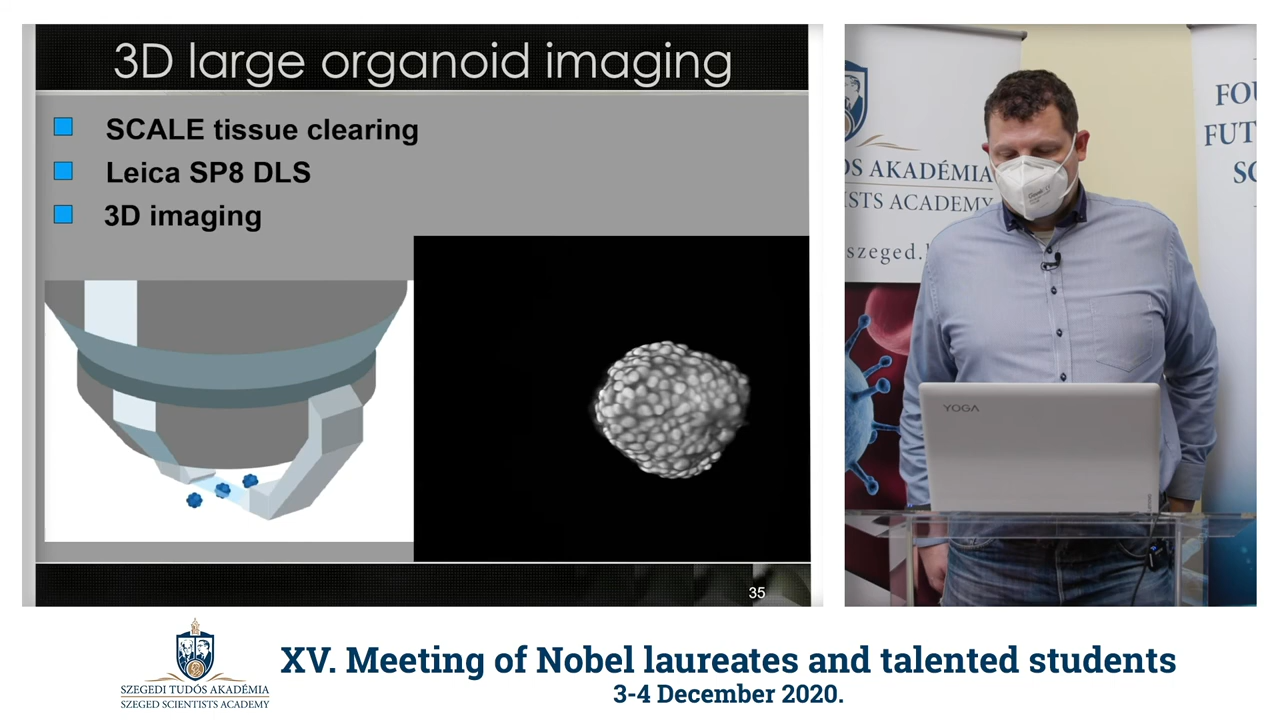 3D large organoid imaging
SCALE tissue clearing
Leica SP8 DLS
3D imaging
35
ÓS AKADÉMIA
ISTS ACADEMY
szeged.
FOU
FUT
SC
YOGA
SZEGEDI TUDÓS AKADÉMIA
SZEGED SCIENTISTS ACADEMY
XV. Meeting of Nobel laureates and talented students
3-4 December 2020.